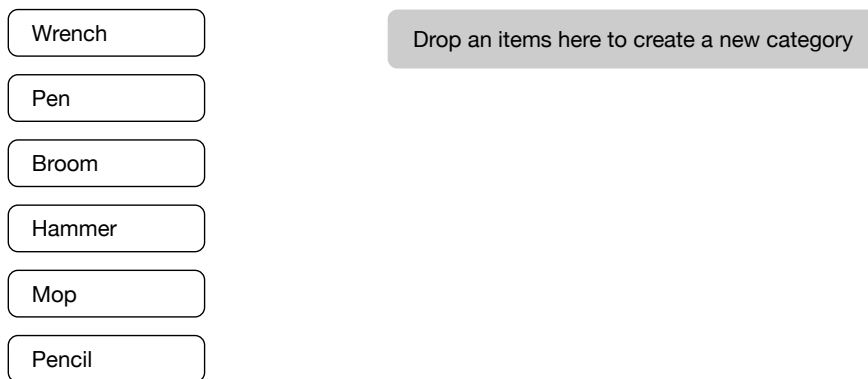 Wrench
Drop an items here to create a new category
Pen
Broom
Hammer
Mop
Pencil